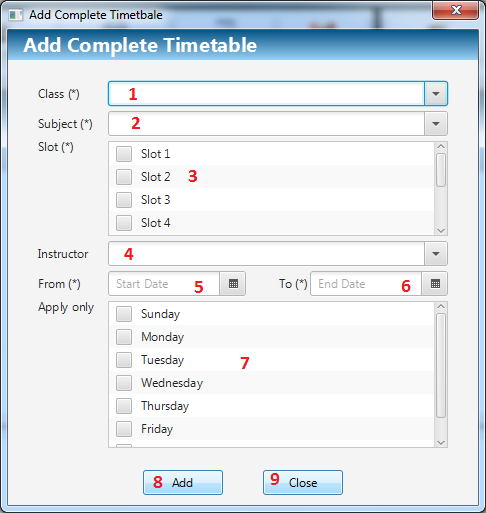 Add Complete Timetbale
Add Complete Timetable
Class (*) 1
Subject (*) 2
Slot (*)
Slot 1
Slot 2 3
Slot 3
Slot 4
Instructor 4
From (*) Start Date 5 To (*) End Date 6
Apply only
Sunday
Monday
Tuesday 7
Wednesday
Thursday
Friday
8 Add 9 Close